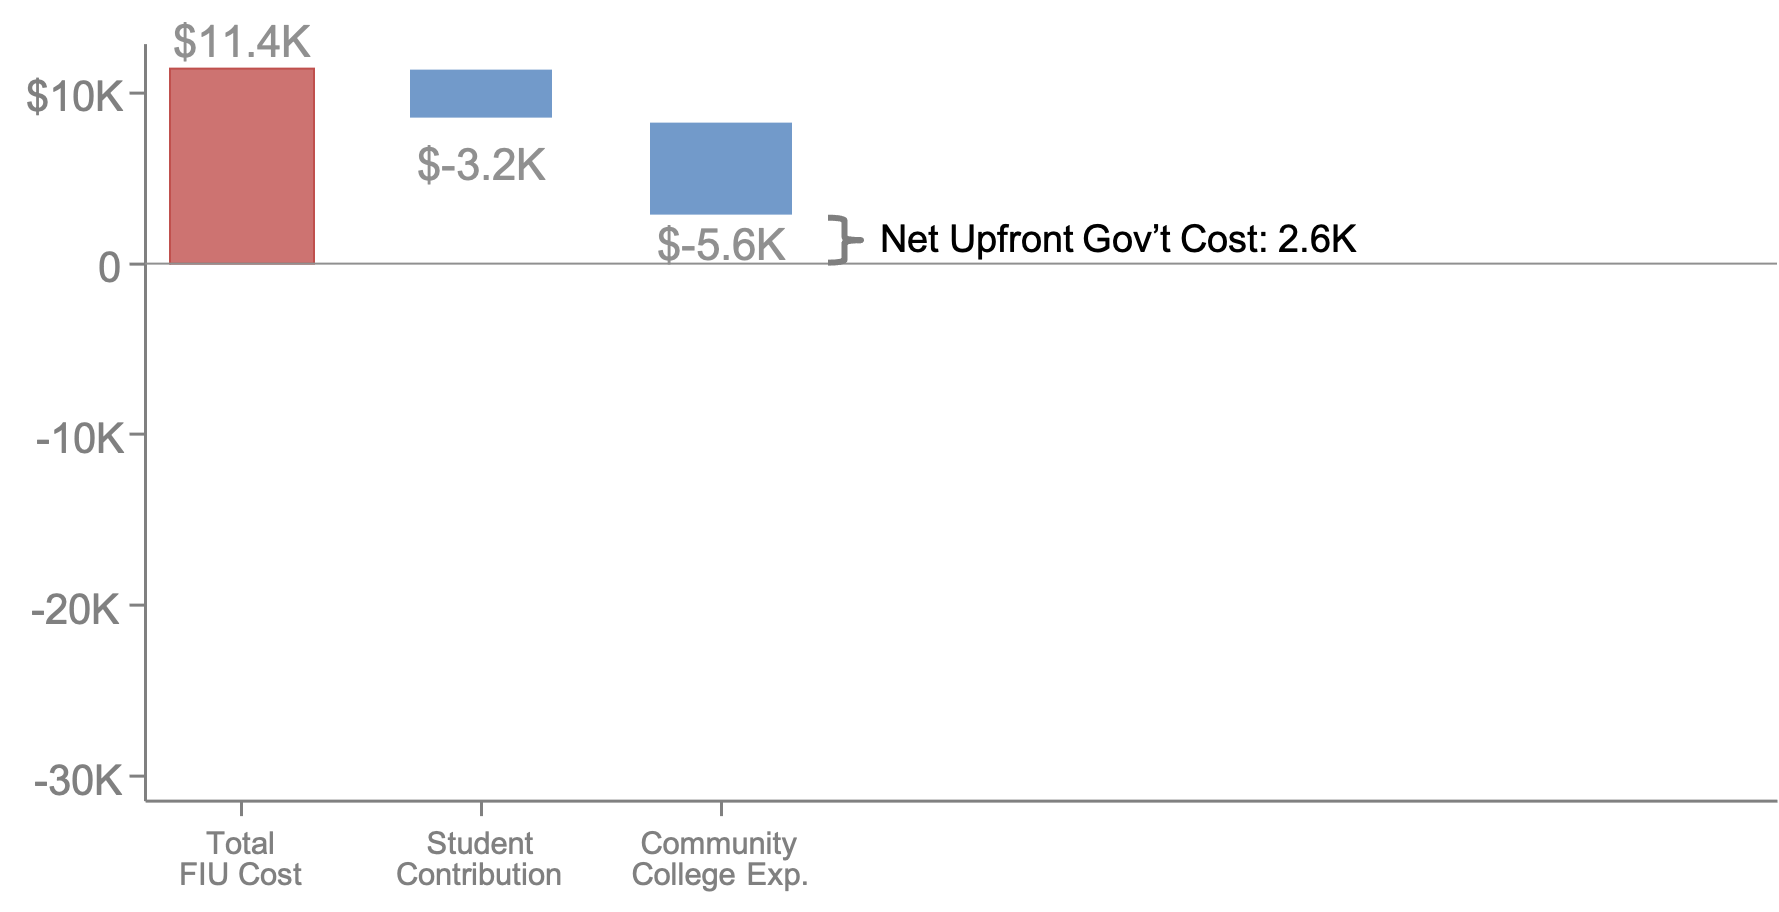 $11.4K
$10K
$-3.2K
$-5.6K
Net Upfront Gov’t Cost: 2.6K
0
-10K
-20K
-30K
Total
FIU Cost
Student
Contribution
Community
College Exp.